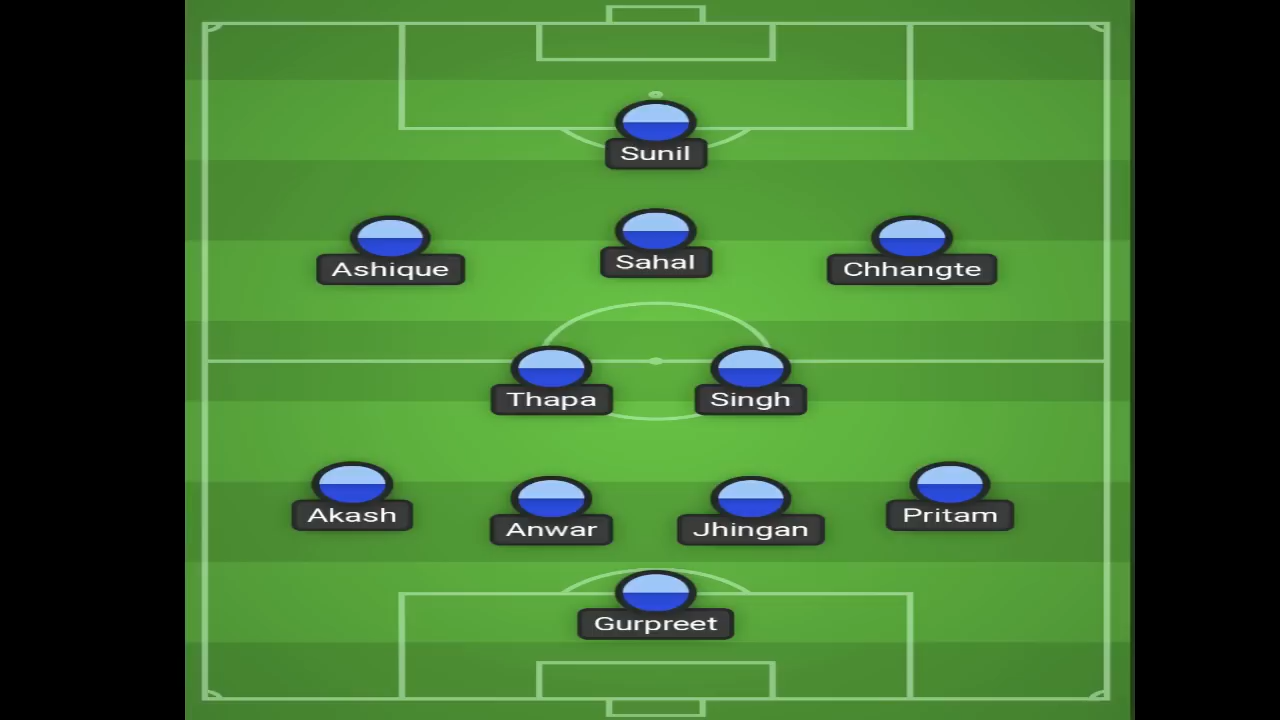 Sunil
Ashique
Sahal
Chhangte
Thapa
Singh
Akash
Anwar
Jhingan
Pritam
Gurpreet